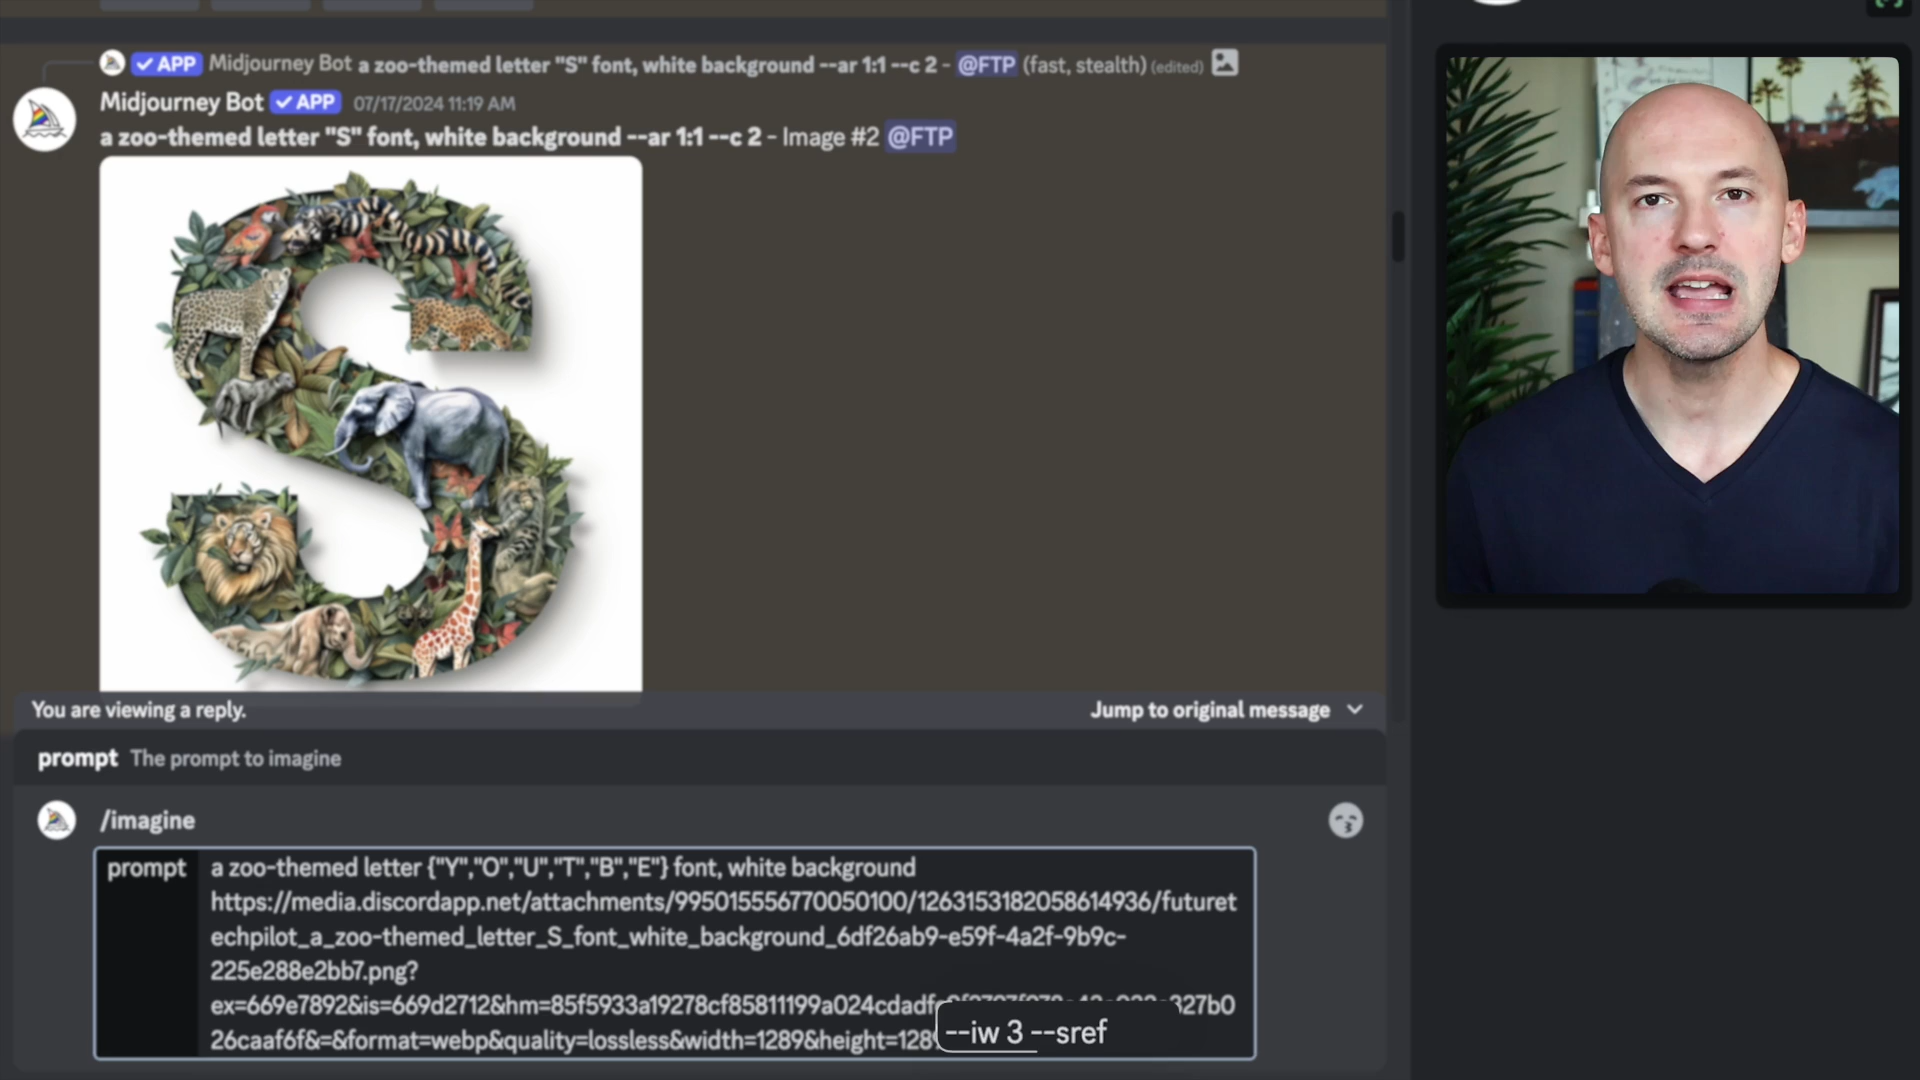 APP Midjourney Bot a zoo-themed letter "S" font, white background --ar 1:1 --c 2 - @FTP (fast, stealth) (edited)
Midjourney Bot APP 07/17/2024 11:19 AM
a zoo-themed letter "S" font, white background --ar 1:1 --c 2 - Image #2 @FTP
S
You are viewing a reply.
Jump to original message
prompt The prompt to imagine
/imagine
prompt a zoo-themed letter {"Y","O","U","T","B","E"} font, white background
https://media.discordapp.net/attachments/995015556770050100/1263153182058614936/futuret
echpilot_a_zoo-themed_letter_S_font_white_background_6df26ab9-e59f-4a2f-9b9c-
225e288e2bb7.png?
ex=669e7892&is=669d2712&hm=85f5933a19278cf85811199a024cdadf
26caaf6f&=&format=webp&quality=lossless&width=1289&height=128
--iw 3 --sref